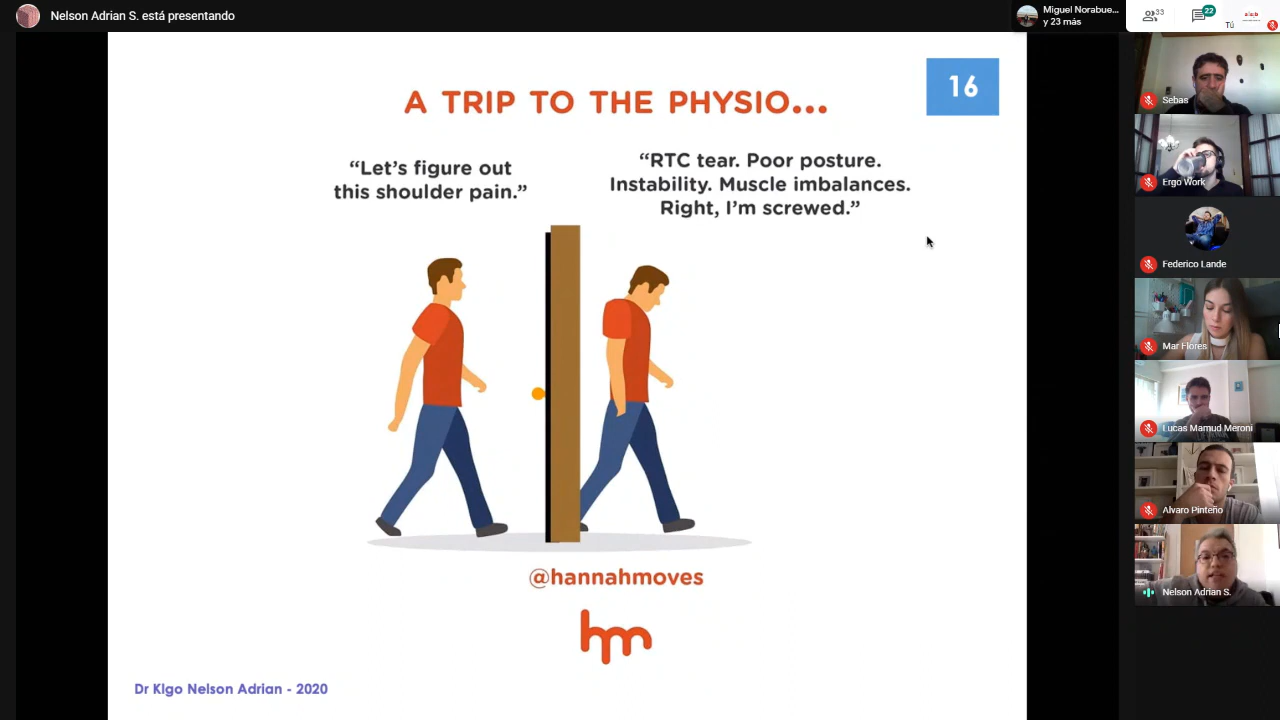 Nelson Adrian S. está presentando
Miguel Norabue...
y 23 más
33
22
Tú
A TRIP TO THE PHYSIO...
16
“Let’s figure out
this shoulder pain.”
“RTC tear. Poor posture.
Instability. Muscle imbalances.
Right, I’m screwed.”
@hannahmoves
hm
Dr Klgo Nelson Adrian - 2020
Sebas
Ergo Work
Federico Lande
Mar Flores
Lucas Mamud Meroni
Alvaro Pinteño
Nelson Adrian S.